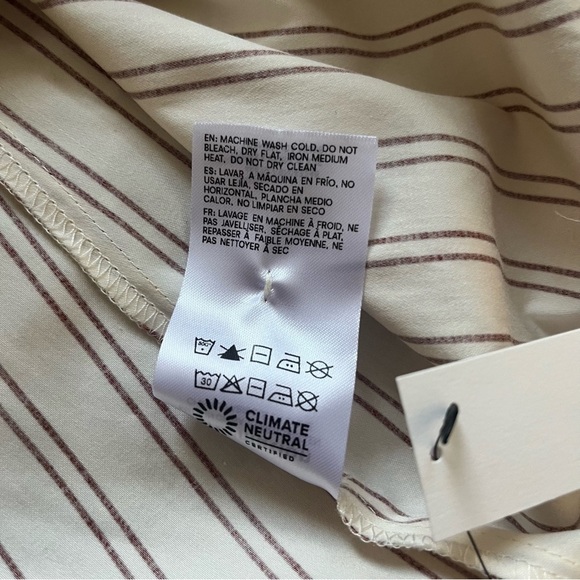 EN: MACHINE WASH COLD, DO NOT
BLEACH, DRY FLAT, IRON MEDIUM
HEAT, DO NOT DRY CLEAN
ES: LAVAR A MÁQUINA EN FRÍO, NO
USAR LEJÍA, SECADO EN
HORIZONTAL, PLANCHA MEDIO
CALOR, NO LIMPIAR EN SECO
FR: LAVAGE EN MACHINE À FROID, NE
PAS JAVELLISER, SÉCHAGE À PLAT,
REPASSER À FAIBLE MOYENNE, NE
PAS NETTOYER À SEC
30
CLIMATE
NEUTRAL
CERTIFIED